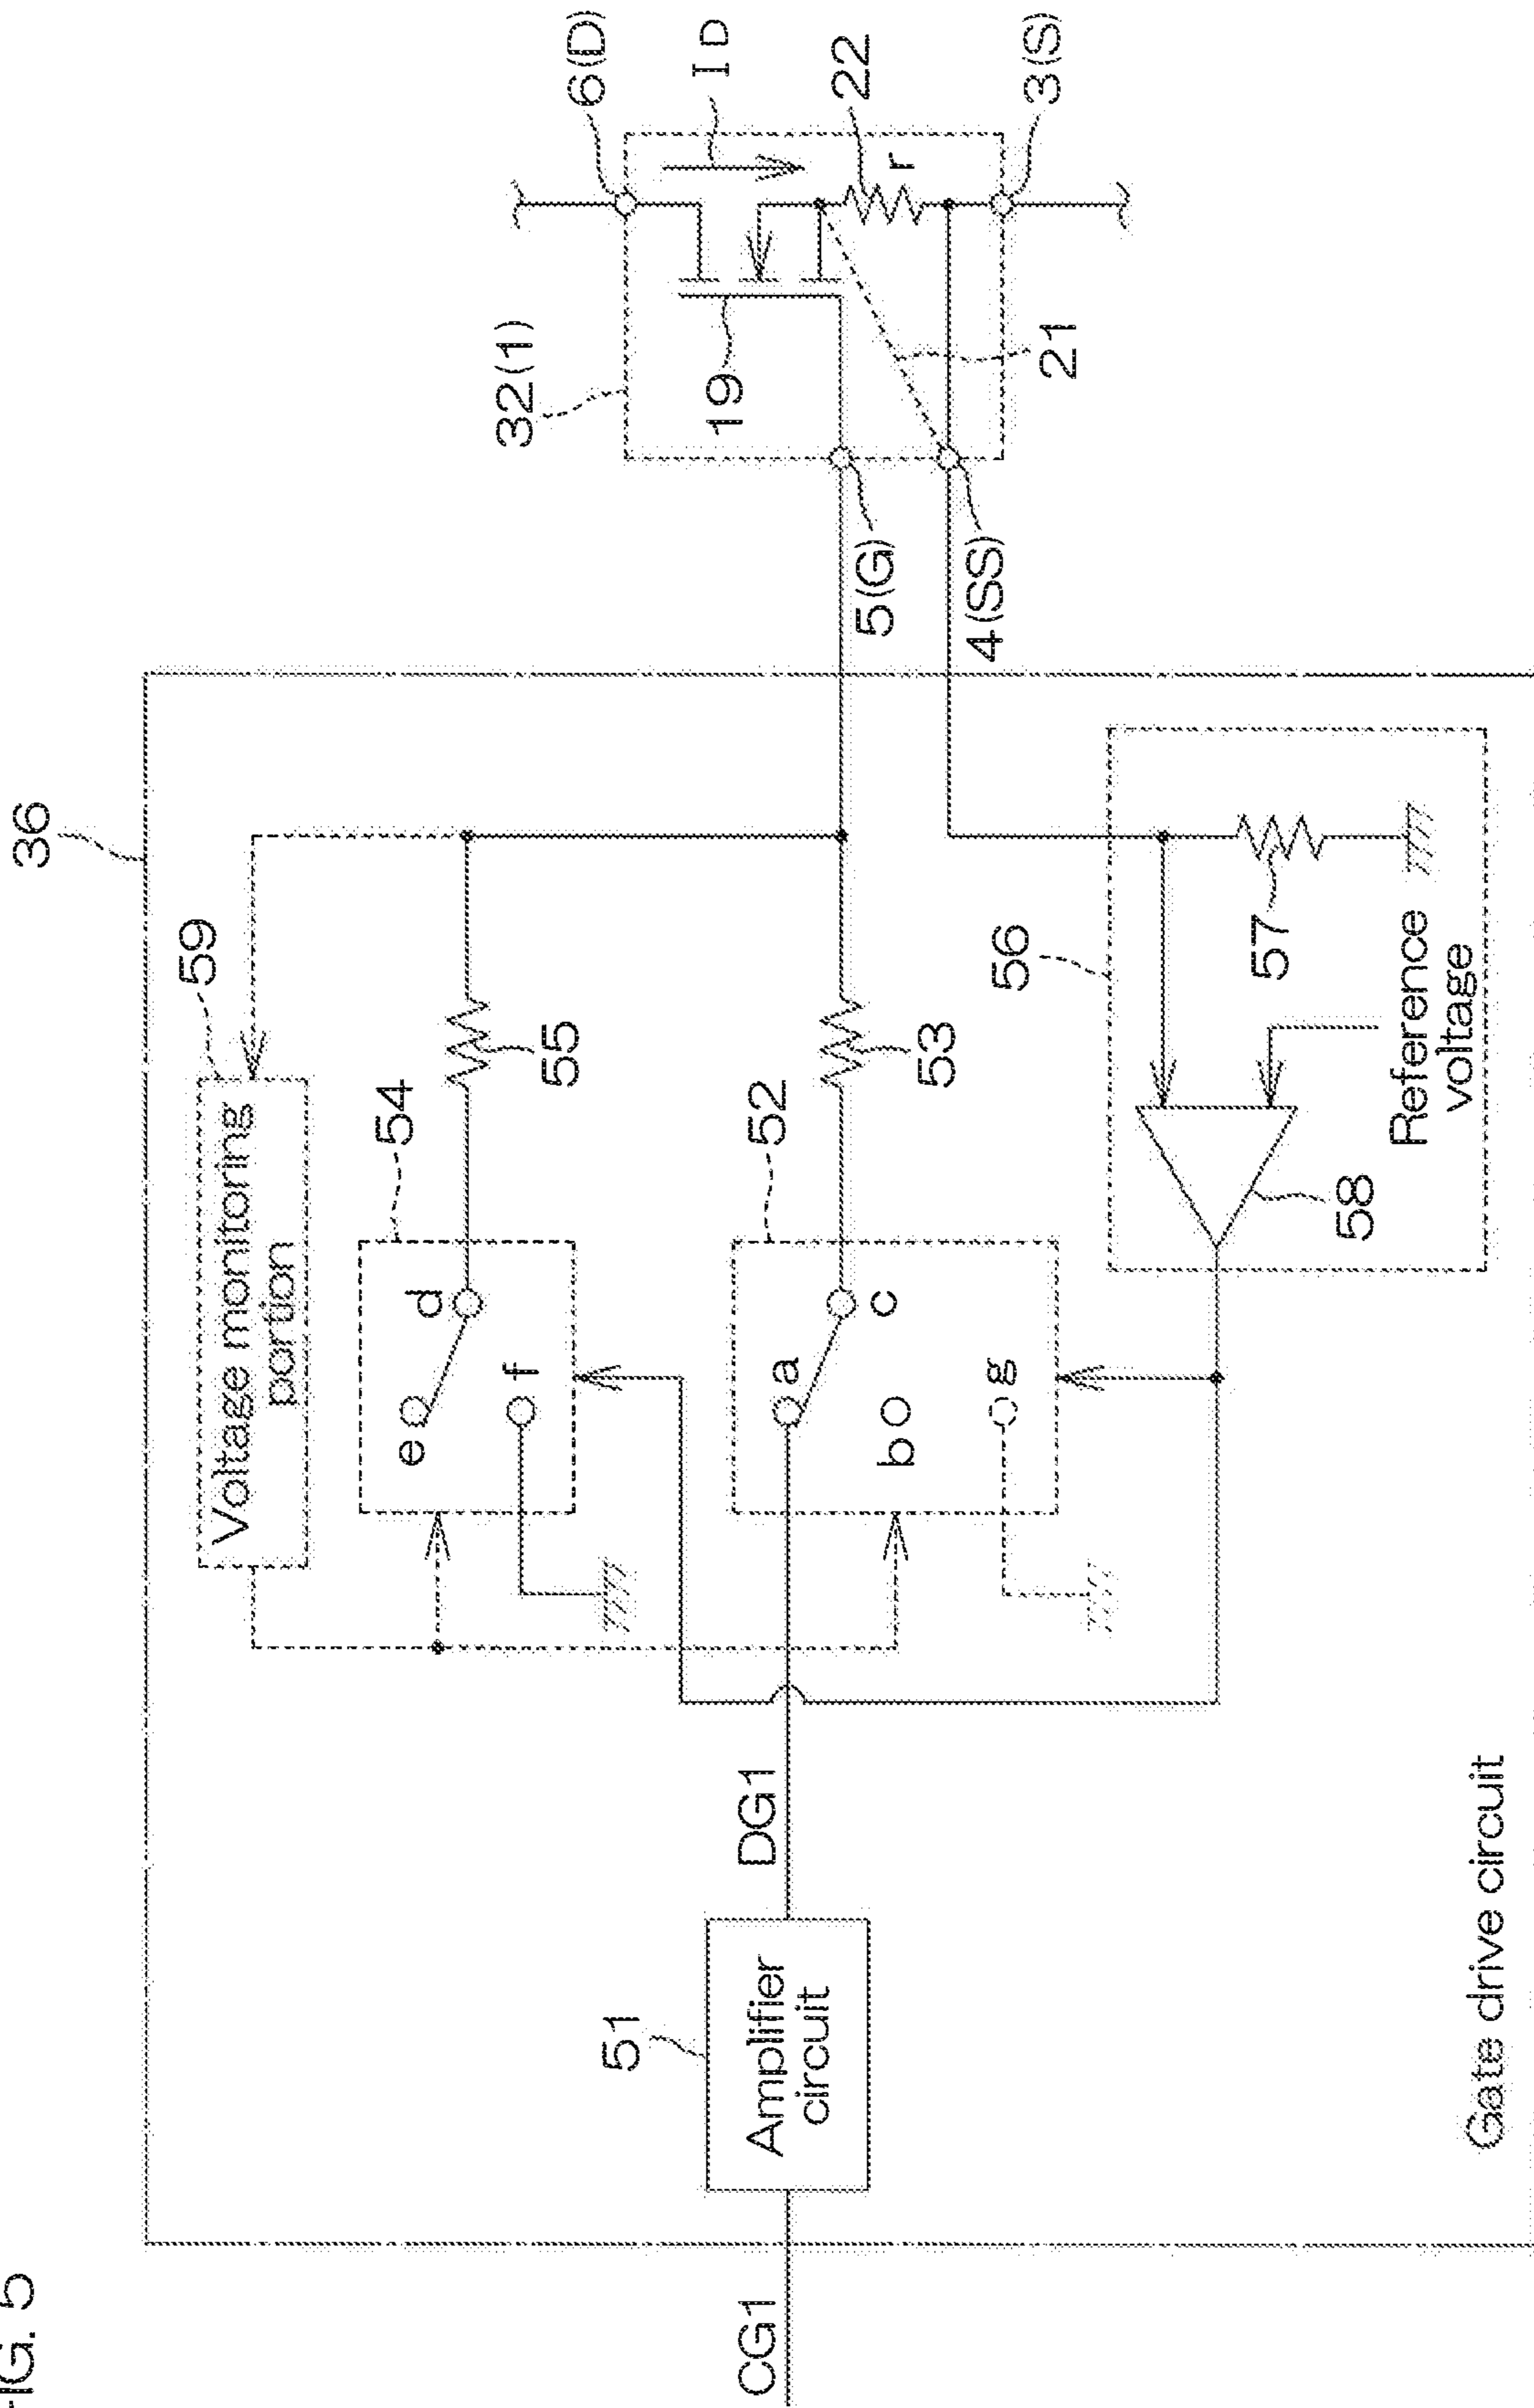 FIG. 5
36
59
Voltage monitoring
portion
54
55
e
d
f
52
53
a
c
b
g
51
Amplifier
circuit
CG1
DG1
56
57
58
Reference
voltage
Gate drive circuit
32(1)
19
6(D)
ID
22
r
3(S)
21
5(G)
4(SS)